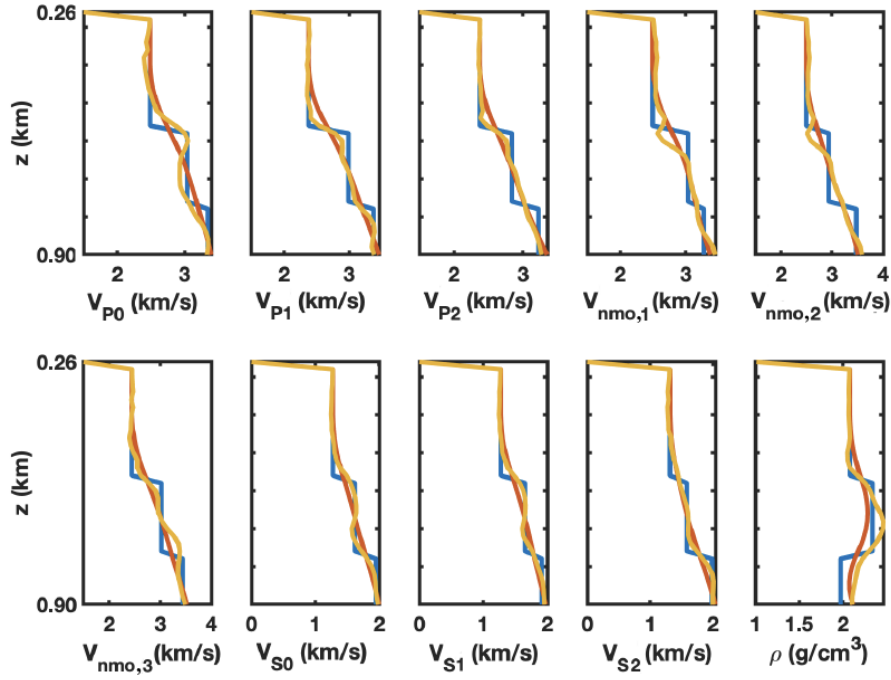 0.26
z (km)
0.90
2 3
2 3
2 3
2 3
2 3 4
V_P0 (km/s)
V_P1 (km/s)
V_P2 (km/s)
V_nmo,1 (km/s)
V_nmo,2 (km/s)
0.26
z (km)
0.90
2 3 4
0 1 2
0 1 2
0 1 2
1 1.5 2
V_nmo,3 (km/s)
V_S0 (km/s)
V_S1 (km/s)
V_S2 (km/s)
ρ (g/cm³)